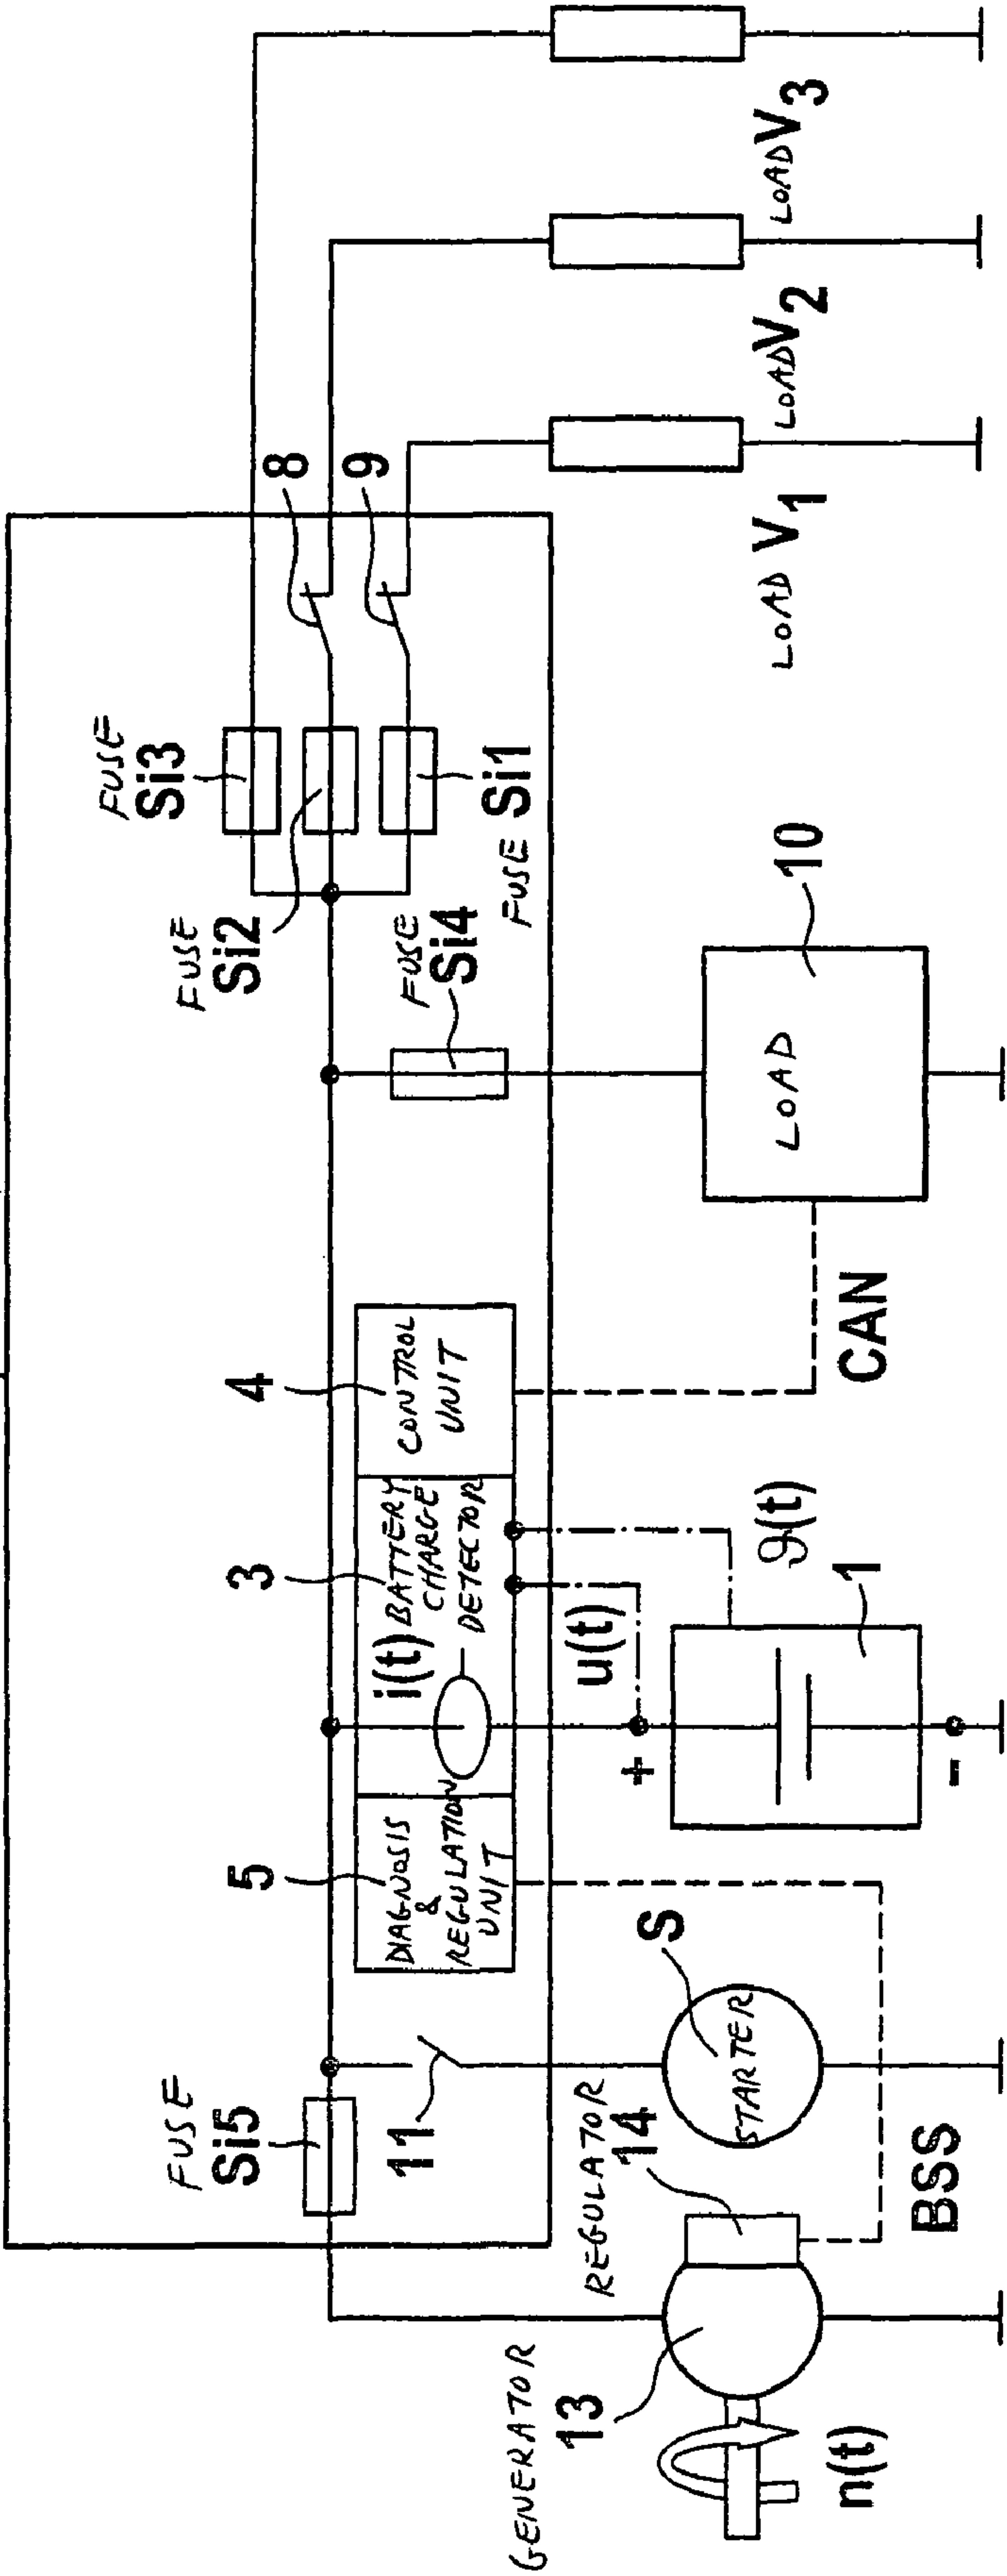 FUSE
Si3
8
FUSE
Si2
9
FUSE Si1
FUSE
Si4
FUSE
Si5
5
3
4
11
DIAGNOSIS
&
REGULATION
UNIT
i(t)
BATTERY
CHARGE
DETECTOR
CONTROL
UNIT
GENERATOR
13
REGULATOR
14
S
STARTER
u(t)
+
-
ϑ(t)
1
LOAD
10
LOAD V1
LOAD V2
LOAD V3
n(t)
BSS
CAN